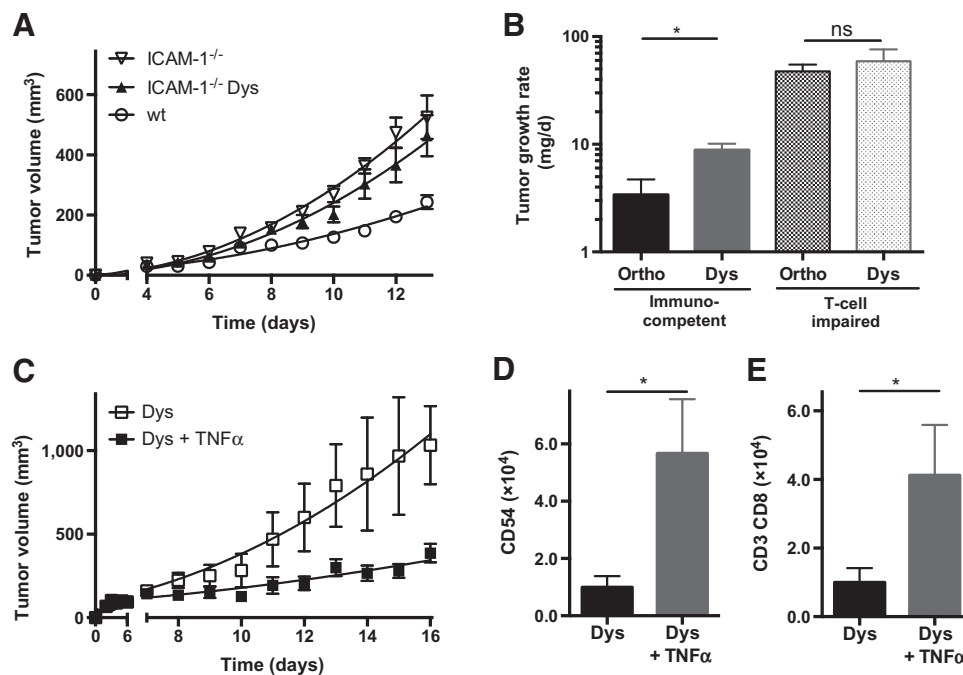 A
ICAM-1-/-
ICAM-1-/- Dys
wt
Tumor volume (mm3)
600
400
200
0
0 4 6 8 10 12
Time (days)
B
*
ns
Tumor growth rate
(mg/d)
100
10
1
Ortho Dys Ortho Dys
Immuno-
competent
T-cell
impaired
C
Dys
Dys + TNFα
Tumor volume (mm3)
1,000
500
0
0 6 8 10 12 14 16
Time (days)
D
*
CD54 (×104)
6.0
4.0
2.0
0.0
Dys Dys
+ TNFα
E
*
CD3 CD8 (×104)
6.0
4.0
2.0
0.0
Dys Dys
+ TNFα